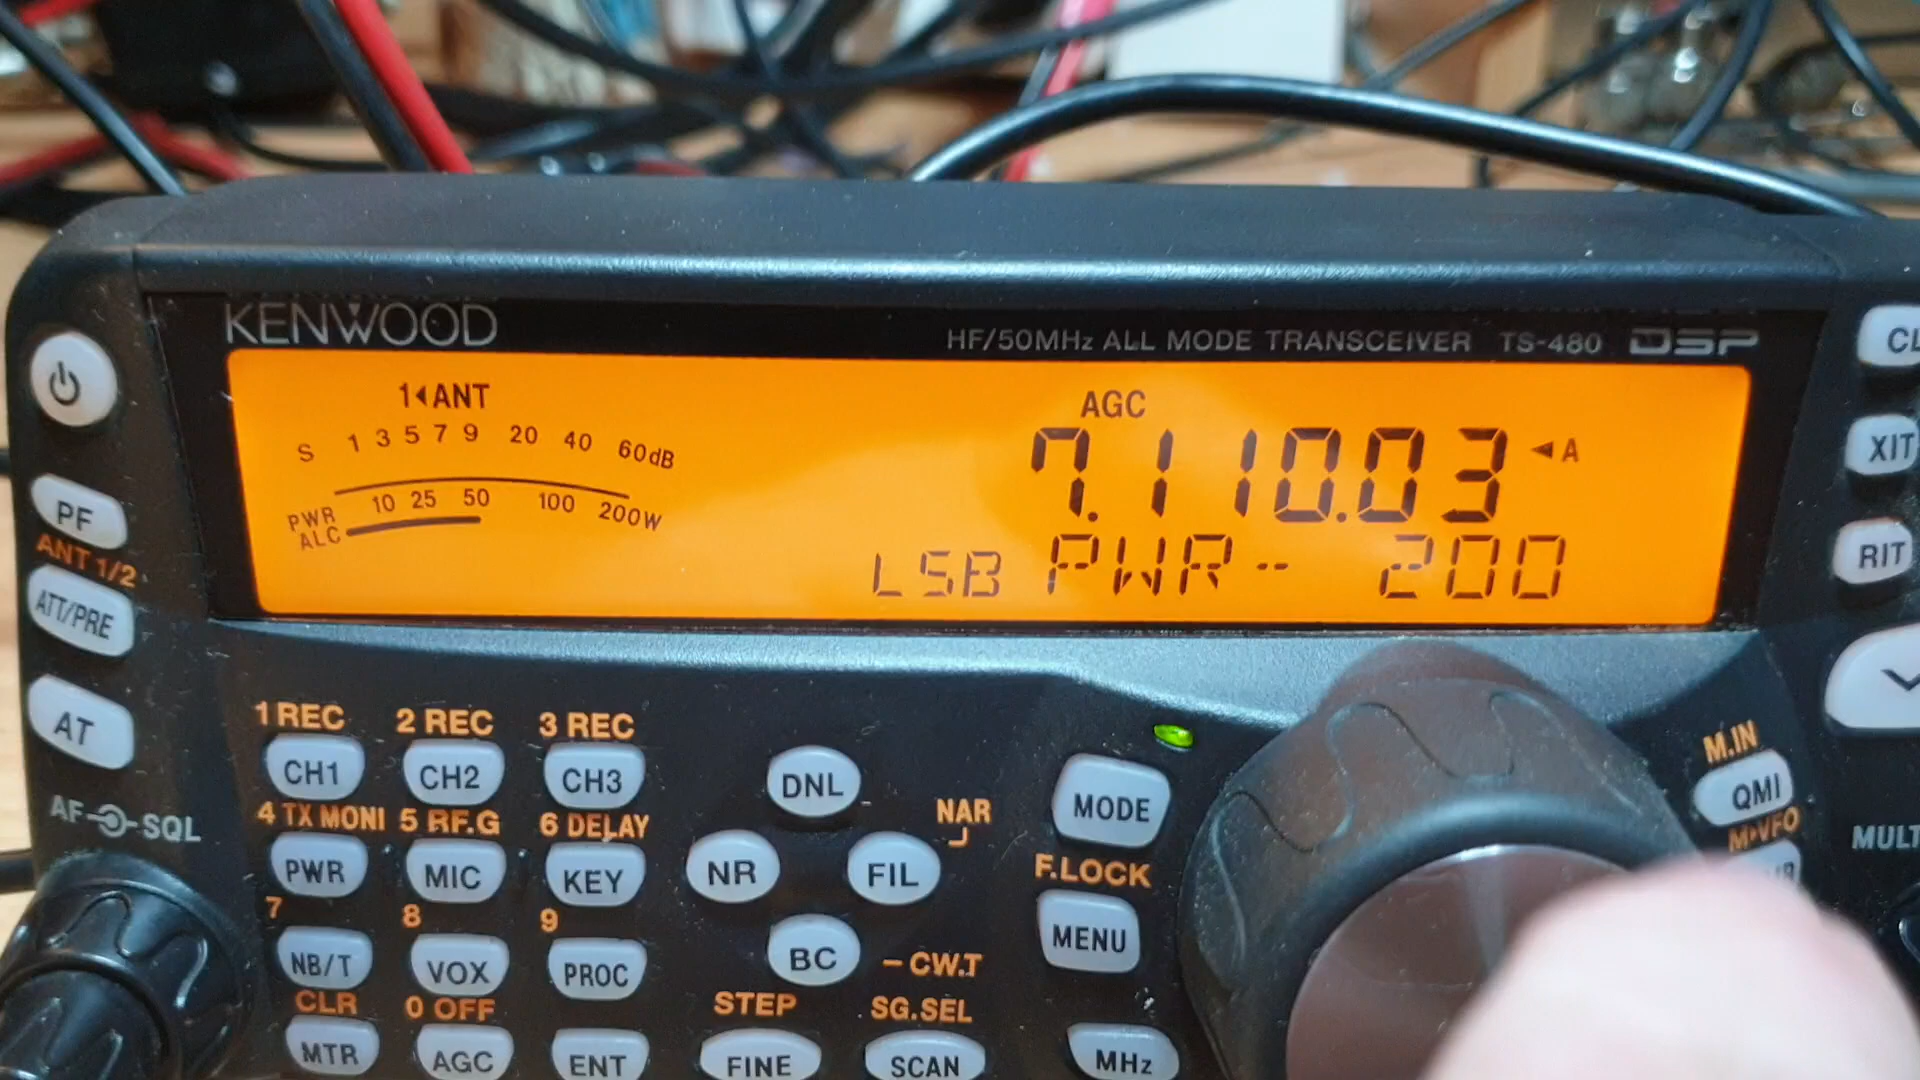 KENWOOD
HF/50MHz ALL MODE TRANSCEIVER TS-480 DSP
1◄ANT
AGC
S 1 3 5 7 9 20 40 60dB
7.110.03 ◄A
PWR 10 25 50 100 200W
ALC
LSB PWR-- 200
CL
XIT
RIT
PF
ANT 1/2
ATT/PRE
AT
AF SQL
1 REC 2 REC 3 REC
CH1 CH2 CH3
4 TX MONI 5 RF.G 6 DELAY
PWR MIC KEY
7 8 9
NB/T VOX PROC
CLR 0 OFF
MTR AGC ENT
DNL
NAR
NR FIL
BC
-CW.T
STEP SG.SEL
FINE SCAN
MODE
F.LOCK
MENU
MHz
M.IN
QMI
M▸VFO
MULT